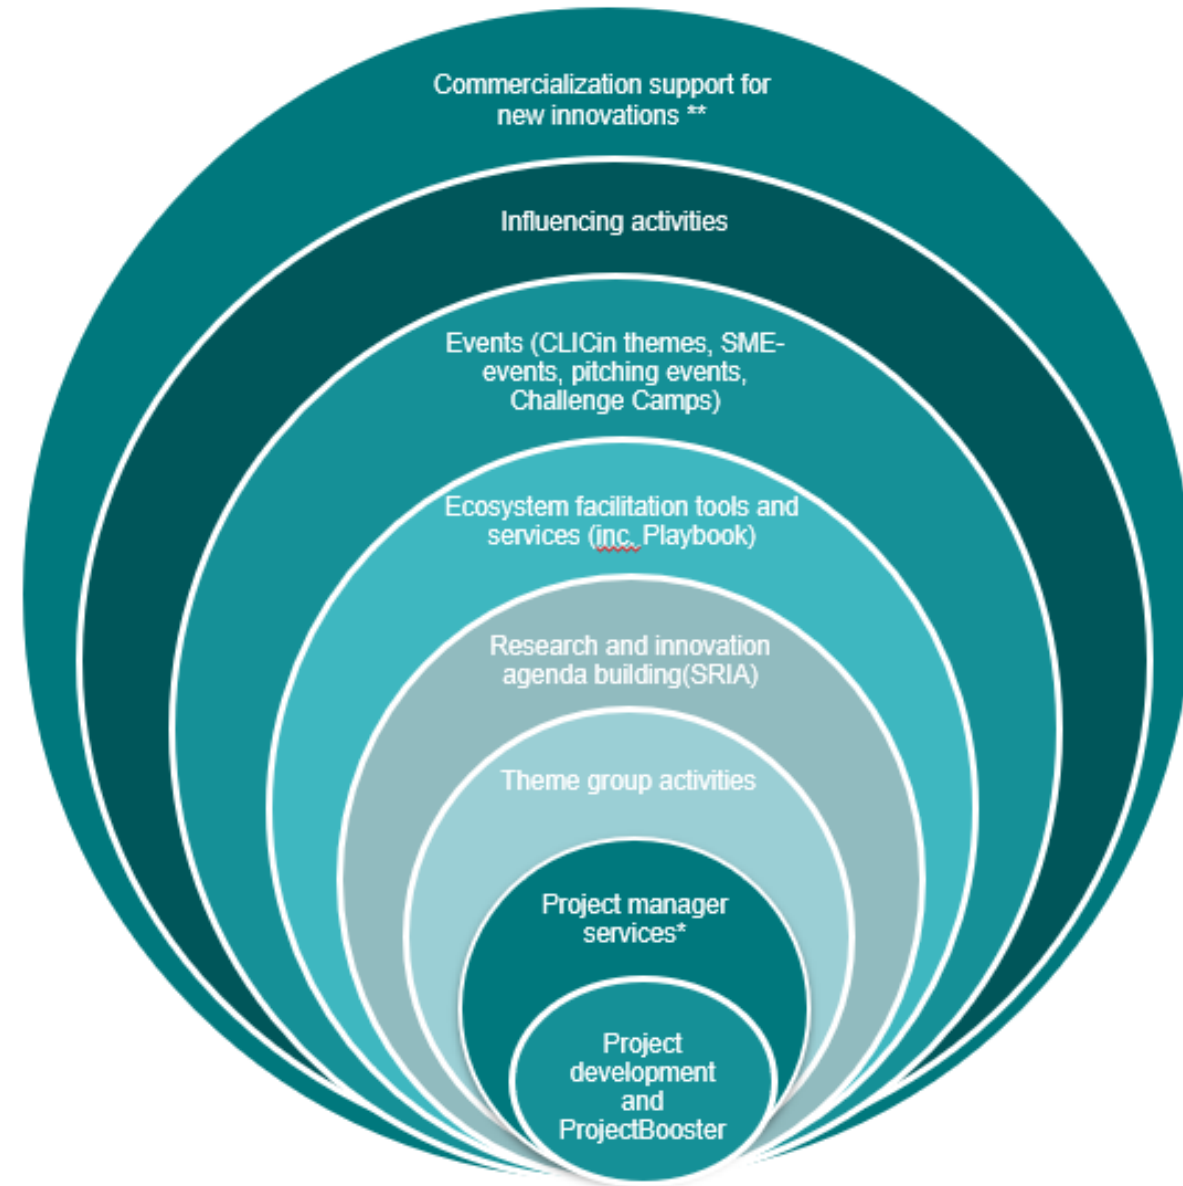 Commercialization support for
new innovations **
Influencing activities
Events (CLICin themes, SME-
events, pitching events,
Challenge Camps)
Ecosystem facilitation tools and
services (inc. Playbook)
Research and innovation
agenda building(SRIA)
Theme group activities
Project manager
services*
Project
development
and
ProjectBooster